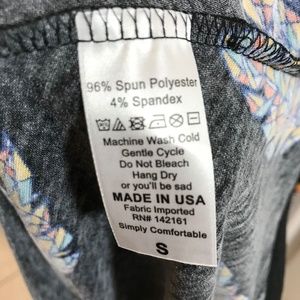 96% Spun Polyester
4% Spandex
Machine Wash Cold
Gentle Cycle
Do Not Bleach
Hang Dry
or you'll be sad
MADE IN USA
Fabric Imported
RN# 142161
Simply Comfortable
S